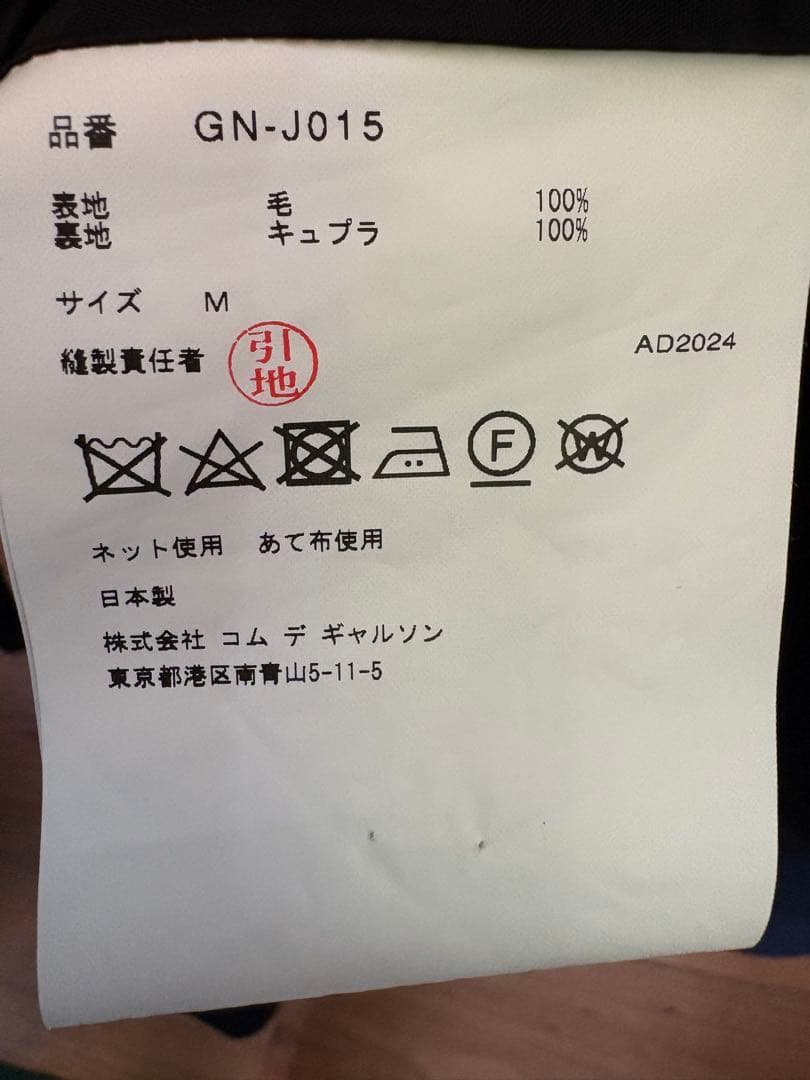 品番 GN-J015
表地 毛 100%
裏地 キュプラ 100%
サイズ M
縫製責任者 引地 AD2024
F W
ネット使用 あて布使用
日本製
株式会社 コム デ ギャルソン
東京都港区南青山5-11-5